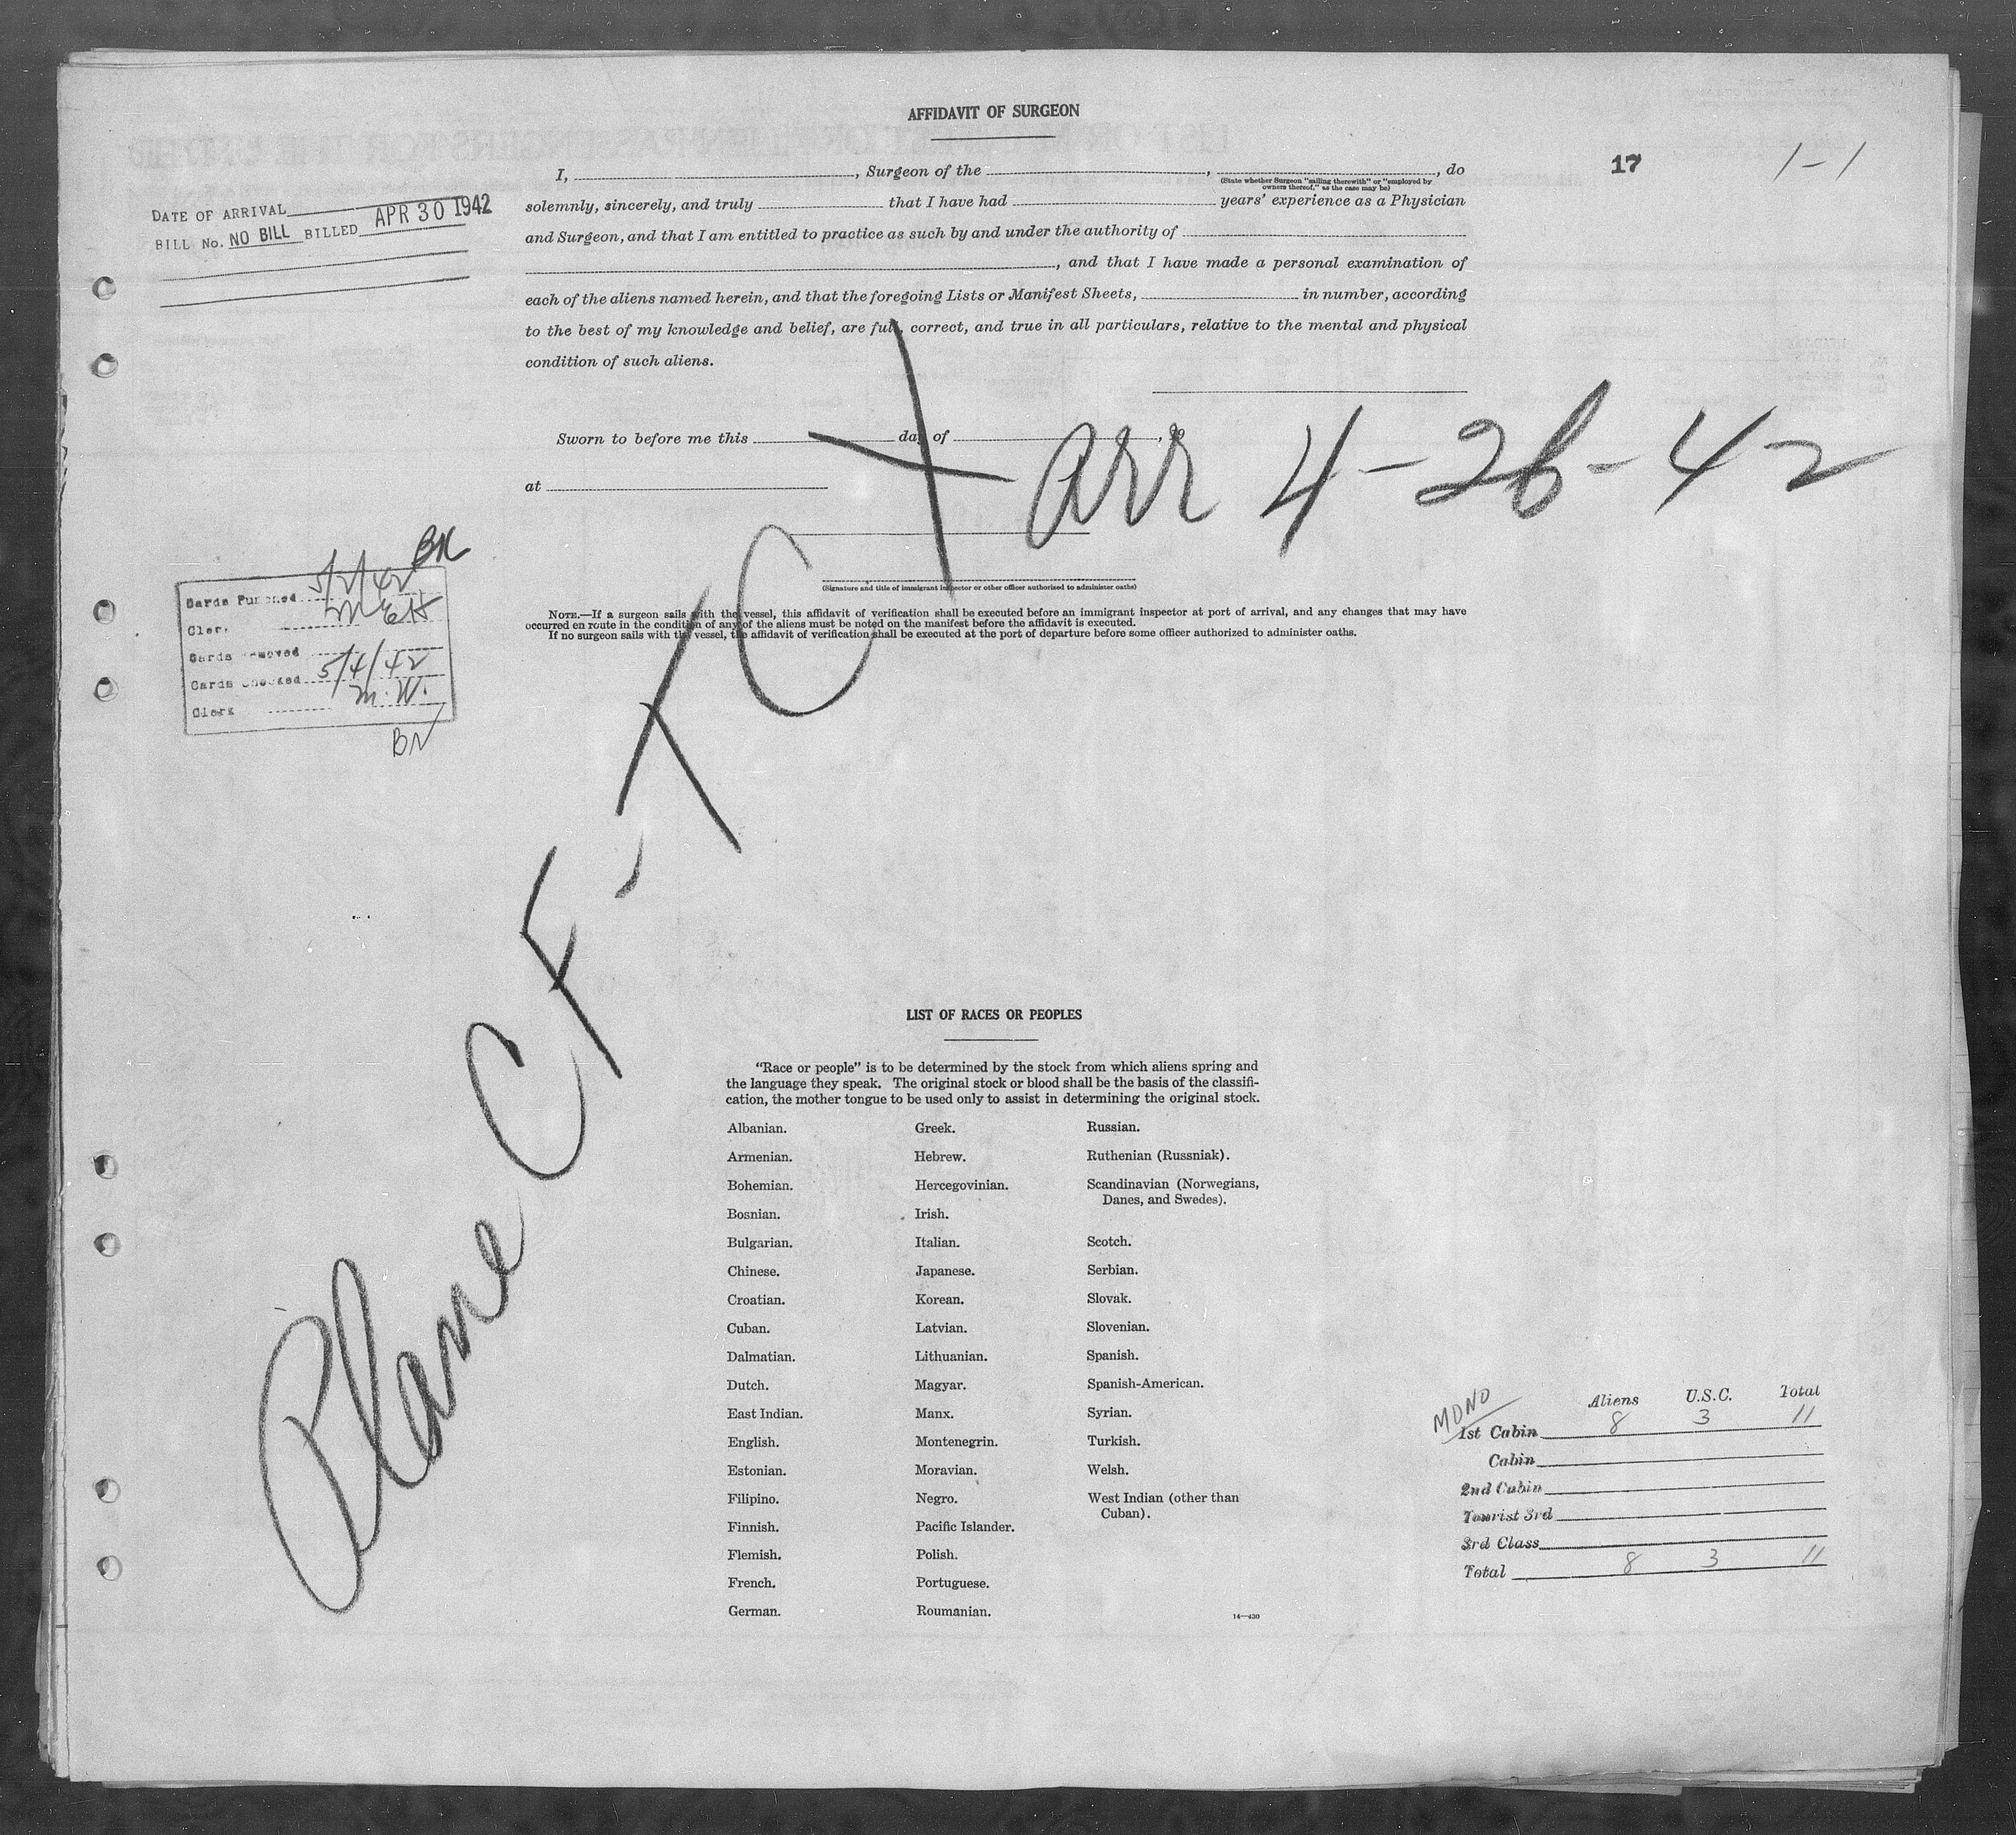 AFFIDAVIT OF SURGEON
17
1-1
I, , Surgeon of the , , do
(State whether Surgeon "sailing therewith" or "employed by
owners thereof," as the case may be)
solemnly, sincerely, and truly that I have had years' experience as a Physician
and Surgeon, and that I am entitled to practice as such by and under the authority of
, and that I have made a personal examination of
each of the aliens named herein, and that the foregoing Lists or Manifest Sheets, in number, according
to the best of my knowledge and belief, are full, correct, and true in all particulars, relative to the mental and physical
condition of such aliens.
Sworn to before me this day of , 19
at
(Signature and title of immigrant inspector or other officer authorized to administer oaths)
NOTE.—If a surgeon sails with the vessel, this affidavit of verification shall be executed before an immigrant inspector at port of arrival, and any changes that may have
occurred en route in the condition of any of the aliens must be noted on the manifest before the affidavit is executed.
If no surgeon sails with the vessel, the affidavit of verification shall be executed at the port of departure before some officer authorized to administer oaths.
DATE OF ARRIVAL
BILL No. NO BILL BILLED APR 30 1942
BN
Cards Punched 5/2/42
Clerk MEH
Cards Removed
Cards Checked 5/4/42
Clerk M.W.
BN
Plane CF-TCX
arr 4-26-42
LIST OF RACES OR PEOPLES
"Race or people" is to be determined by the stock from which aliens spring and
the language they speak. The original stock or blood shall be the basis of the classifi-
cation, the mother tongue to be used only to assist in determining the original stock.
Albanian.
Armenian.
Bohemian.
Bosnian.
Bulgarian.
Chinese.
Croatian.
Cuban.
Dalmatian.
Dutch.
East Indian.
English.
Estonian.
Filipino.
Finnish.
Flemish.
French.
German.
Greek.
Hebrew.
Hercegovinian.
Irish.
Italian.
Japanese.
Korean.
Latvian.
Lithuanian.
Magyar.
Manx.
Montenegrin.
Moravian.
Negro.
Pacific Islander.
Polish.
Portuguese.
Roumanian.
Russian.
Ruthenian (Russniak).
Scandinavian (Norwegians,
Danes, and Swedes).
Scotch.
Serbian.
Slovak.
Slovenian.
Spanish.
Spanish-American.
Syrian.
Turkish.
Welsh.
West Indian (other than
Cuban).
14—430
MONO
Aliens U.S.C. Total
1st Cabin 8 3 11
Cabin
2nd Cabin
Tourist 3rd
3rd Class
Total 8 3 11